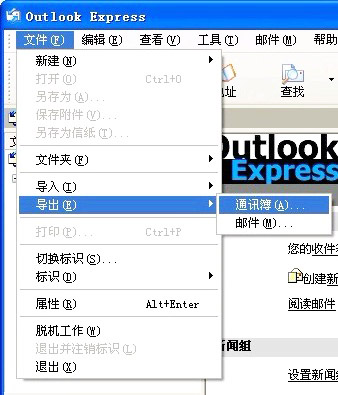 Outlook Express
文件(F) 编辑(E) 查看(V) 工具(T) 邮件(M) 帮助
新建(N)
打开(O) Ctrl+O
另存为(A)...
保存附件(V)...
另存为信纸(T)...
文件夹(F)
导入(I)
导出(E)
打印(P)... Ctrl+P
切换标识(S)...
标识(D)
属性(R) Alt+Enter
脱机工作(W)
退出并注销标识(L)
退出(X)
通讯簿(A)...
邮件(M)...
址
查找
Outlook
Express
您的收件
创建新
阅读邮件
闻组
设置新闻